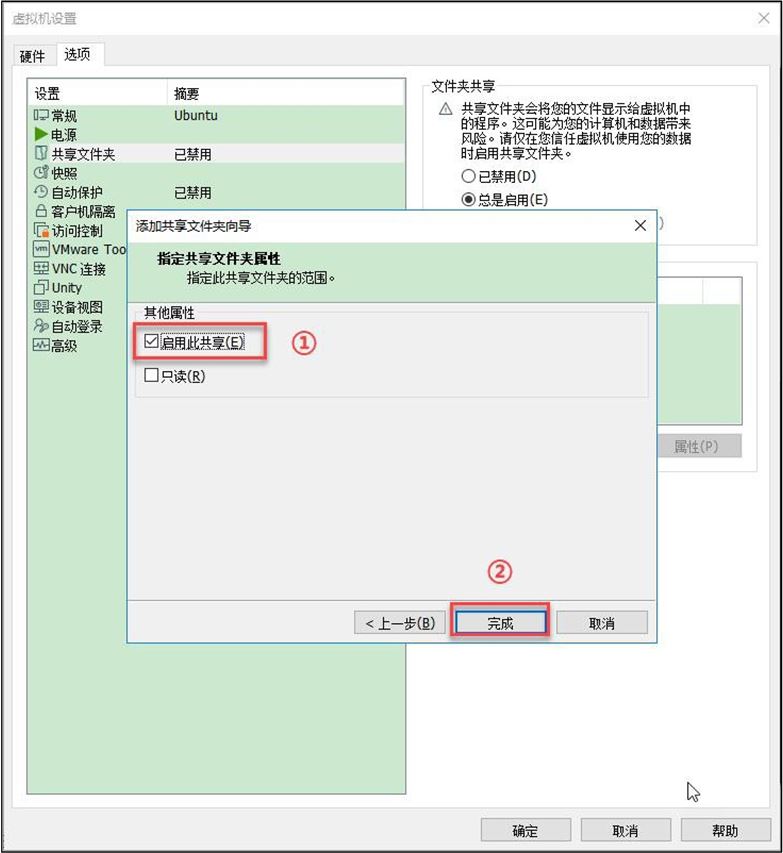 虚拟机设置
硬件 选项
设置 摘要
常规 Ubuntu
电源
共享文件夹 已禁用
快照
自动保护 已禁用
客户机隔离
访问控制
VMware Too
VNC 连接
Unity
设备视图
自动登录
高级
文件夹共享
共享文件夹会将您的文件显示给虚拟机中
的程序。这可能为您的计算机和数据带来
风险。请仅在您信任虚拟机使用您的数据
时启用共享文件夹。
已禁用(D)
总是启用(E)
)
属性(P)
添加共享文件夹向导
指定共享文件夹属性
指定此共享文件夹的范围。
其他属性
启用此共享(E)
①
只读(R)
②
< 上一步(B) 完成 取消
确定 取消 帮助